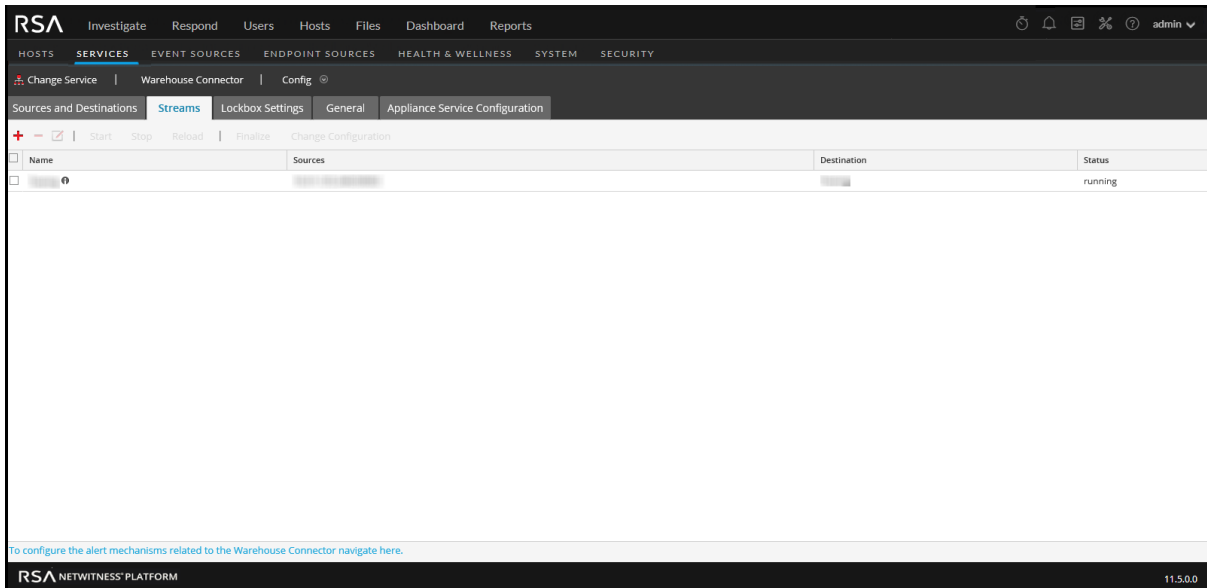 RSA Investigate Respond Users Hosts Files Dashboard Reports admin
HOSTS SERVICES EVENT SOURCES ENDPOINT SOURCES HEALTH & WELLNESS SYSTEM SECURITY
Change Service | Warehouse Connector | Config
Sources and Destinations Streams Lockbox Settings General Appliance Service Configuration
Start Stop Reload | Finalize Change Configuration
Name Sources Destination Status
running
To configure the alert mechanisms related to the Warehouse Connector navigate here.
RSA NETWITNESS® PLATFORM 11.5.0.0